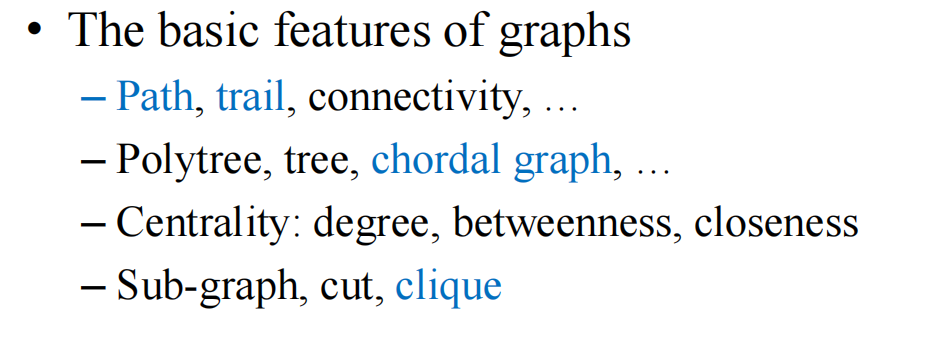 • The basic features of graphs
– Path, trail, connectivity, …
– Polytree, tree, chordal graph, …
– Centrality: degree, betweenness, closeness
– Sub-graph, cut, clique